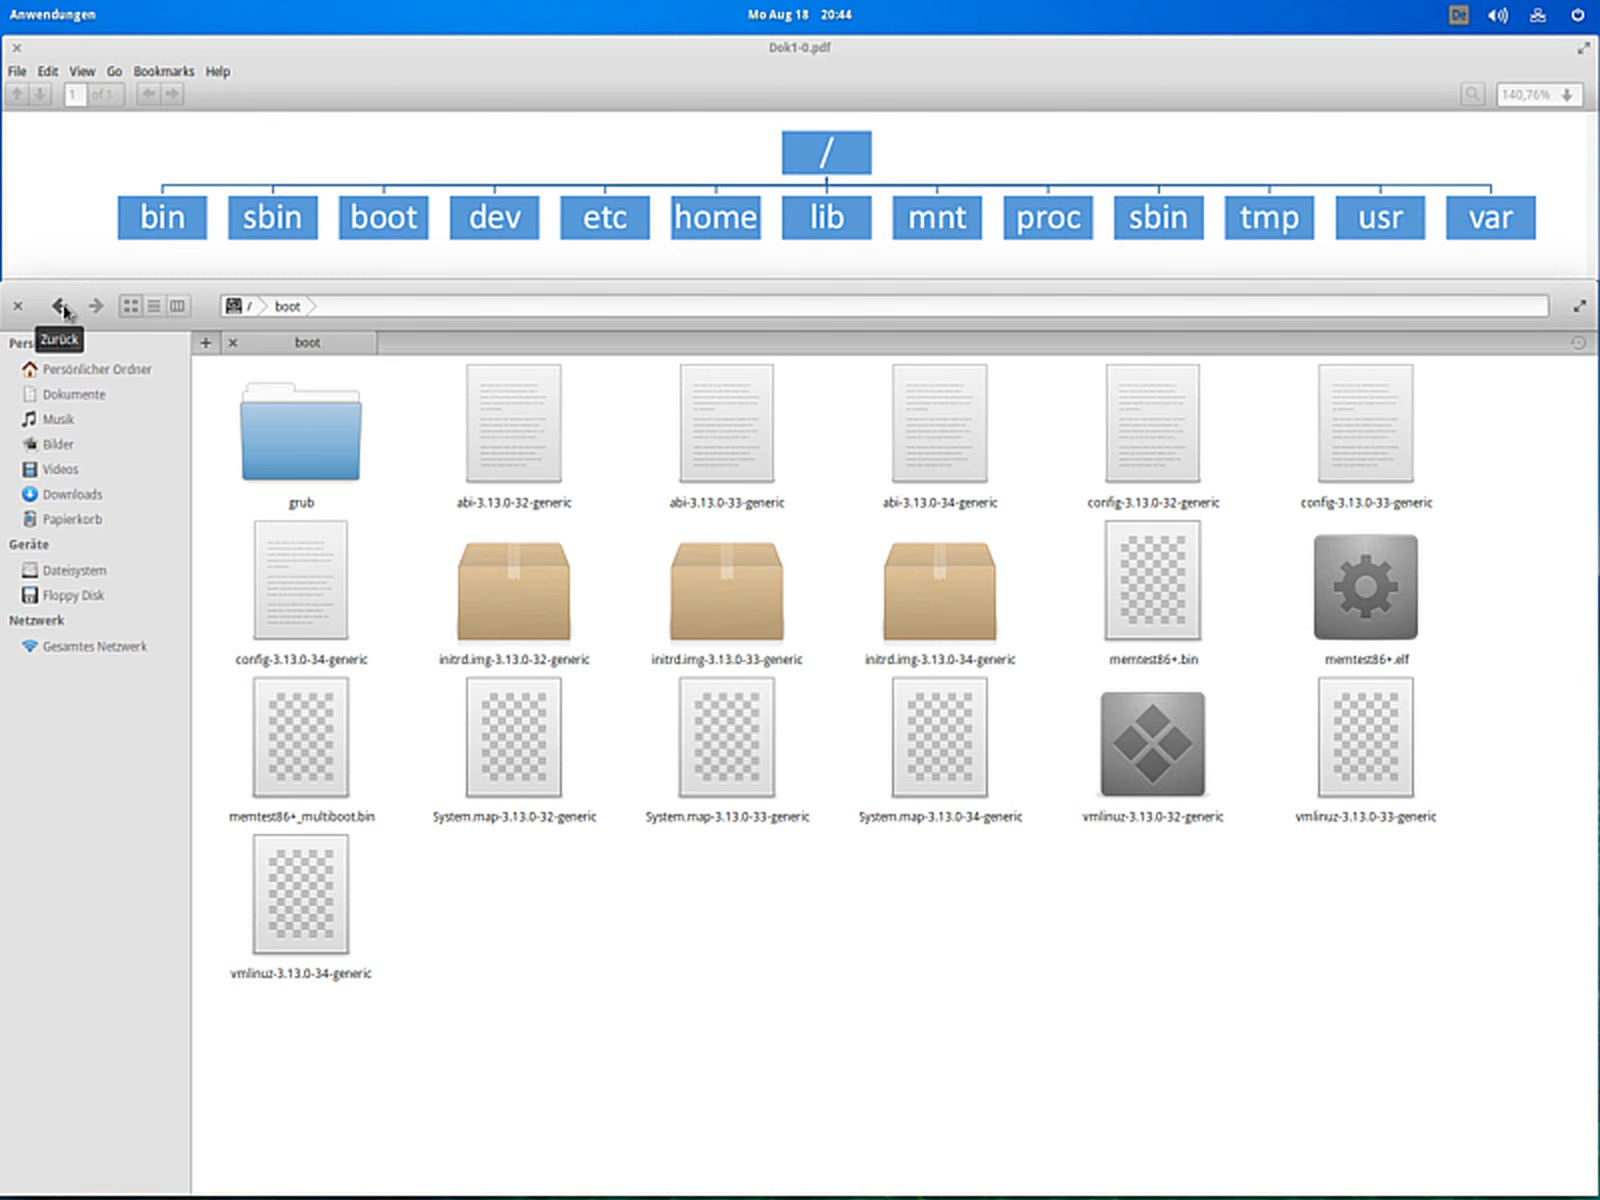 Anwendungen
Mo Aug 18 20:44
De
Dok1-0.pdf
File Edit View Go Bookmarks Help
1 of 1
140,76%
/
bin sbin boot dev etc home lib mnt proc sbin tmp usr var
/ boot
Zurück
Pers
boot
Persönlicher Ordner
Dokumente
Musik
Bilder
Videos
Downloads
Papierkorb
Geräte
Dateisystem
Floppy Disk
Netzwerk
Gesamtes Netzwerk
grub abi-3.13.0-32-generic abi-3.13.0-33-generic abi-3.13.0-34-generic config-3.13.0-32-generic config-3.13.0-33-generic
config-3.13.0-34-generic initrd.img-3.13.0-32-generic initrd.img-3.13.0-33-generic initrd.img-3.13.0-34-generic memtest86+.bin memtest86+.elf
memtest86+_multiboot.bin System.map-3.13.0-32-generic System.map-3.13.0-33-generic System.map-3.13.0-34-generic vmlinuz-3.13.0-32-generic vmlinuz-3.13.0-33-generic
vmlinuz-3.13.0-34-generic